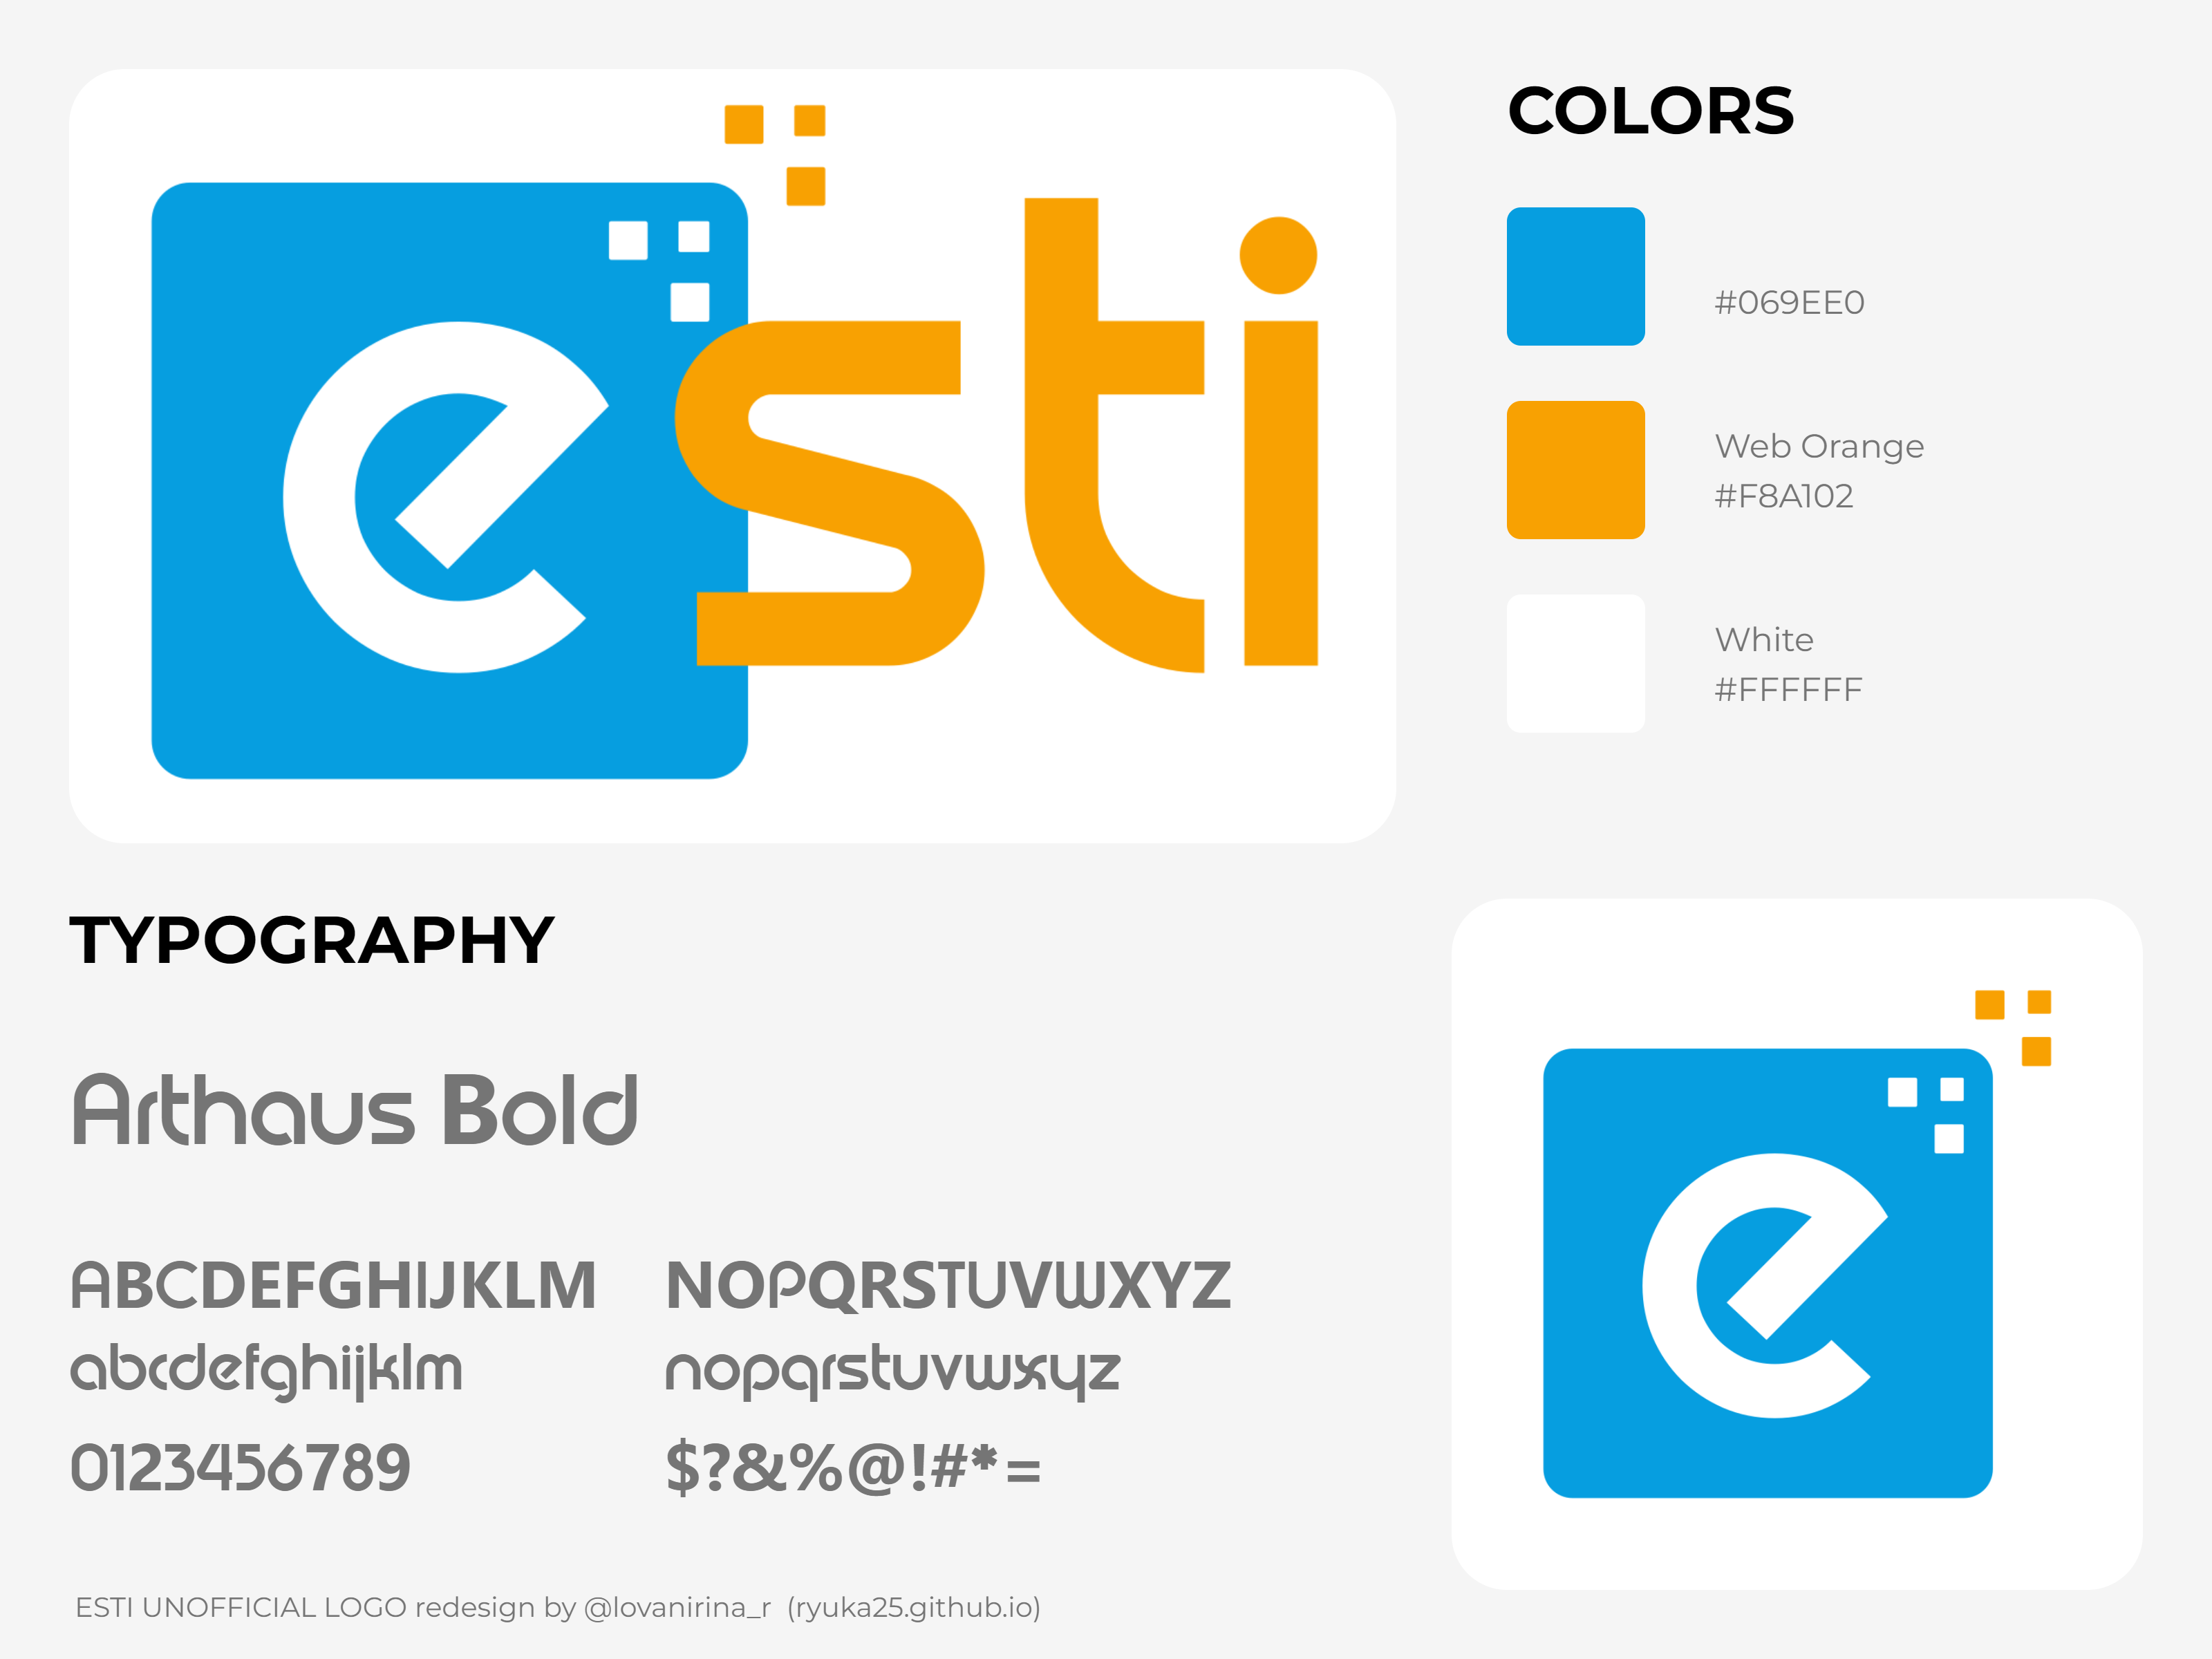 esti
COLORS
#069EE0
Web Orange
#F8A102
White
#FFFFFF
TYPOGRAPHY
Arthaus Bold
ABCDEFGHIJKLM
NOPQRSTUVWXYZ
abcdefghijklm
nopqrstuvwxyz
0123456789
$?&%@!#*=
e
ESTI UNOFFICIAL LOGO redesign by @lovanirina_r (ryuka25.github.io)